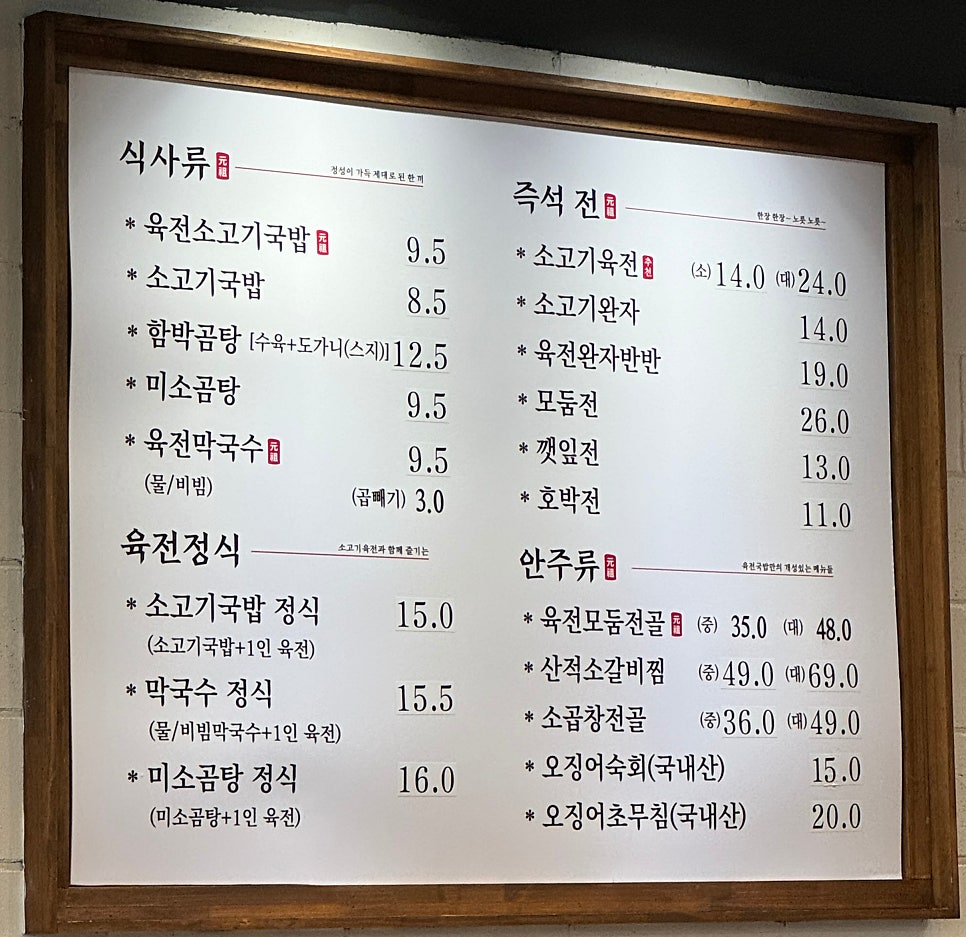 식사류 元祖 정성이 가득 제대로 된 한 끼
* 육전소고기국밥 元祖 9.5
* 소고기국밥 8.5
* 함박곰탕 [수육+도가니(스지)] 12.5
* 미소곰탕 9.5
* 육전막국수 元祖 9.5
(물/비빔) (곱빼기) 3.0
육전정식 소고기육전과 함께 즐기는
* 소고기국밥 정식 15.0
(소고기국밥+1인 육전)
* 막국수 정식 15.5
(물/비빔막국수+1인 육전)
* 미소곰탕 정식 16.0
(미소곰탕+1인 육전)
즉석 전 元祖 한장 한장~ 노릇 노릇~
* 소고기육전 추천 (소) 14.0 (대) 24.0
* 소고기완자 14.0
* 육전완자반반 19.0
* 모둠전 26.0
* 깻잎전 13.0
* 호박전 11.0
안주류 元祖 육전국밥만의 개성있는 메뉴들
* 육전모둠전골 元祖 (중) 35.0 (대) 48.0
* 산적소갈비찜 (중) 49.0 (대) 69.0
* 소곱창전골 (중) 36.0 (대) 49.0
* 오징어숙회(국내산) 15.0
* 오징어초무침(국내산) 20.0